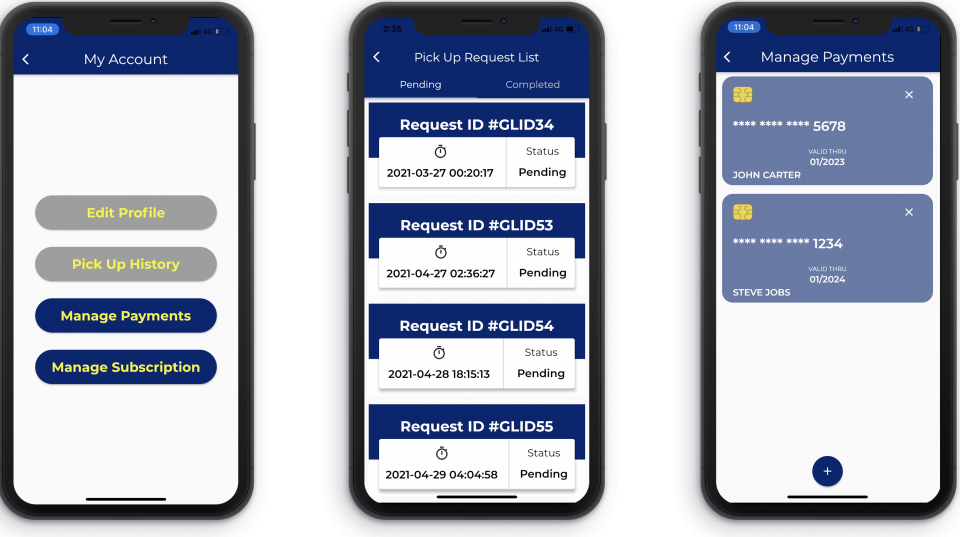 11:04
4G
My Account
Edit Profile
Pick Up History
Manage Payments
Manage Subscription
2:35
4G
Pick Up Request List
Pending Completed
Request ID #GLID34
Status
2021-03-27 00:20:17 Pending
Request ID #GLID53
Status
2021-04-27 02:36:27 Pending
Request ID #GLID54
Status
2021-04-28 18:15:13 Pending
Request ID #GLID55
Status
2021-04-29 04:04:58 Pending
11:04
4G
Manage Payments
**** **** **** 5678
VALID THRU
01/2023
JOHN CARTER
**** **** **** 1234
VALID THRU
01/2024
STEVE JOBS